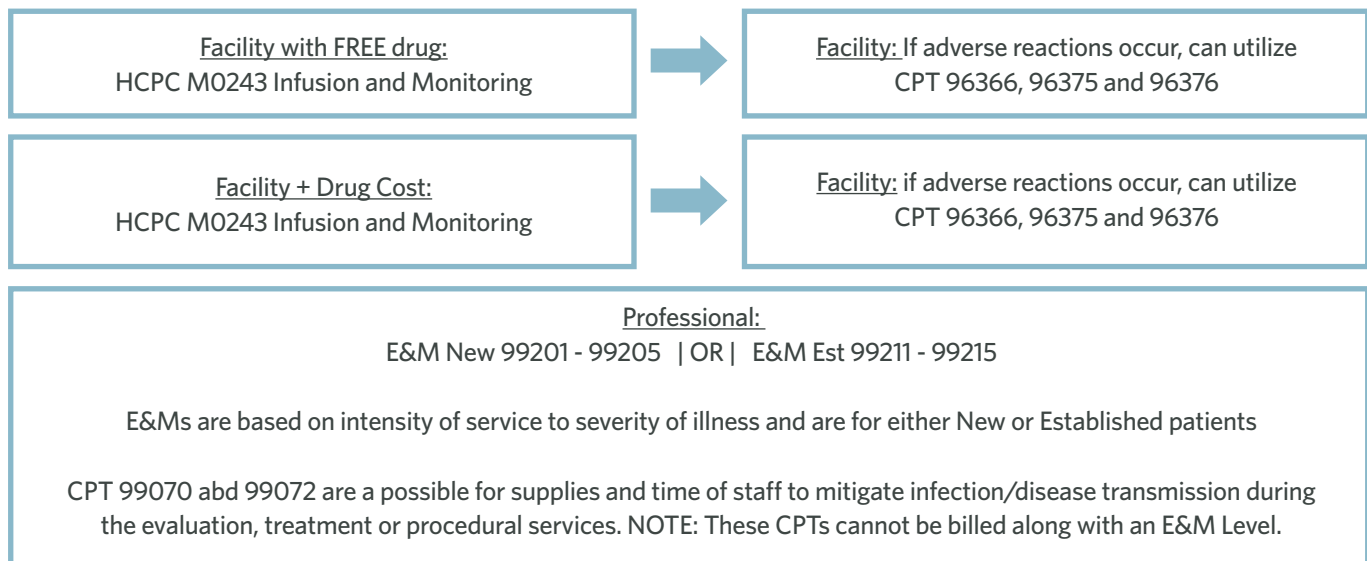 Facility with FREE drug:
HCPC M0243 Infusion and Monitoring
Facility: If adverse reactions occur, can utilize
CPT 96366, 96375 and 96376
Facility + Drug Cost:
HCPC M0243 Infusion and Monitoring
Facility: if adverse reactions occur, can utilize
CPT 96366, 96375 and 96376
Professional:
E&M New 99201 - 99205 | OR | E&M Est 99211 - 99215
E&Ms are based on intensity of service to severity of illness and are for either New or Established patients
CPT 99070 abd 99072 are a possible for supplies and time of staff to mitigate infection/disease transmission during
the evaluation, treatment or procedural services. NOTE: These CPTs cannot be billed along with an E&M Level.